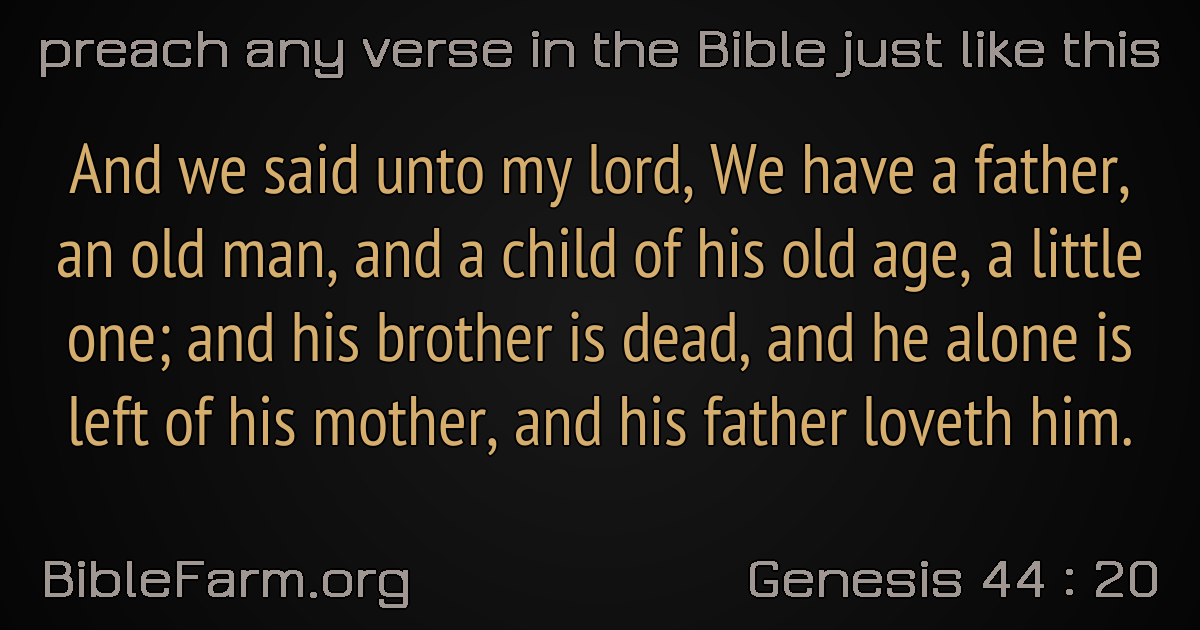 preach any verse in the Bible just like this
And we said unto my lord, We have a father,
an old man, and a child of his old age, a little
one; and his brother is dead, and he alone is
left of his mother, and his father loveth him.
BibleFarm.org
Genesis 44 : 20